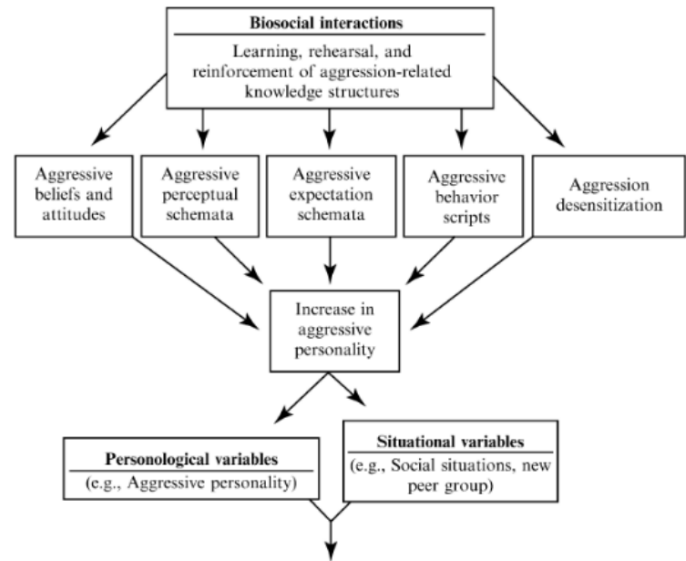 Biosocial interactions
Learning, rehearsal, and
reinforcement of aggression-related
knowledge structures
Aggressive
beliefs and
attitudes
Aggressive
perceptual
schemata
Aggressive
expectation
schemata
Aggressive
behavior
scripts
Aggression
desensitization
Increase in
aggressive
personality
Personological variables
(e.g., Aggressive personality)
Situational variables
(e.g., Social situations, new
peer group)